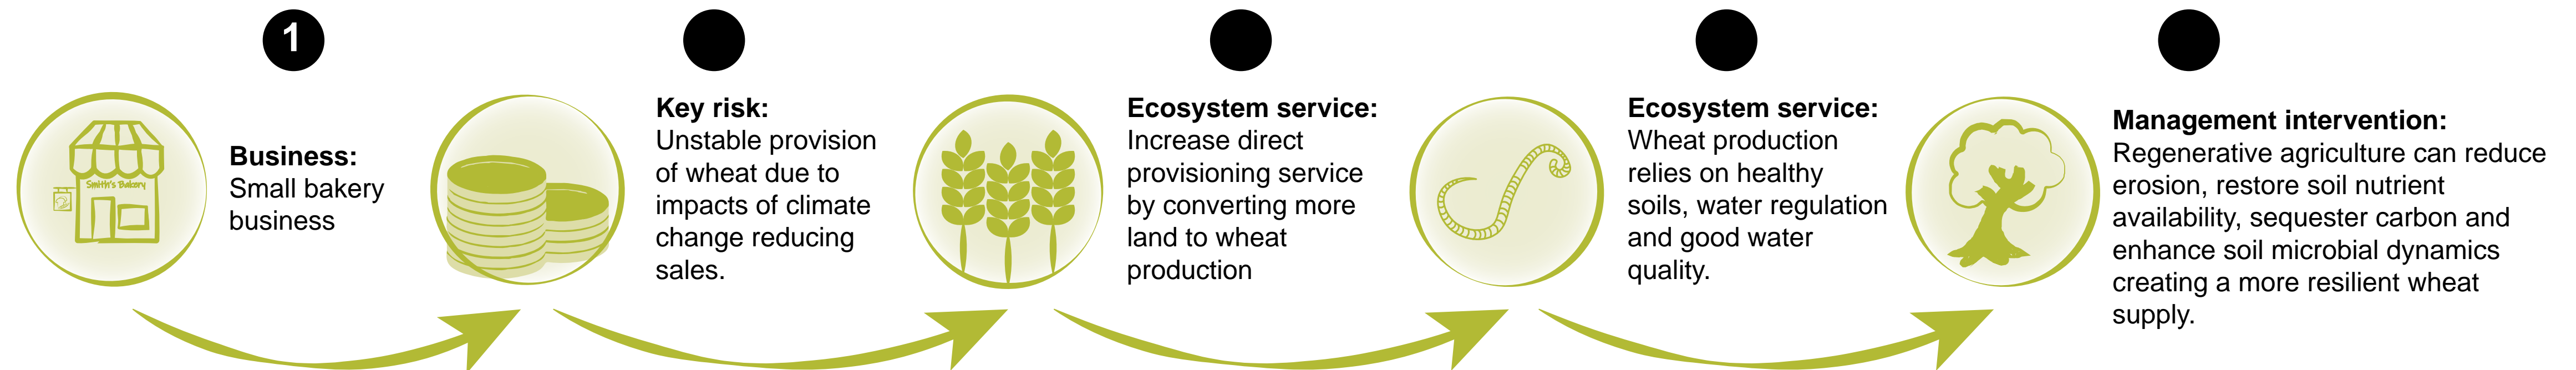 1
Business:
Small bakery
business
Smith's Bakery
Key risk:
Unstable provision
of wheat due to
impacts of climate
change reducing
sales.
Ecosystem service:
Increase direct
provisioning service
by converting more
land to wheat
production
Ecosystem service:
Wheat production
relies on healthy
soils, water regulation
and good water
quality.
Management intervention:
Regenerative agriculture can reduce
erosion, restore soil nutrient
availability, sequester carbon and
enhance soil microbial dynamics
creating a more resilient wheat
supply.